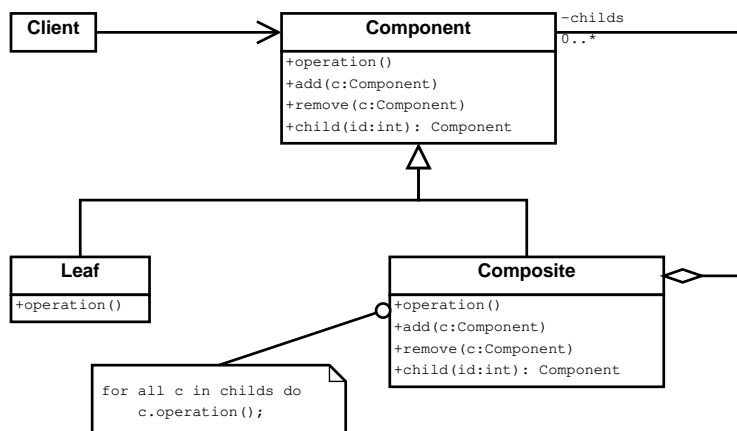 Client
Component
-childs
0..*
+operation()
+add(c:Component)
+remove(c:Component)
+child(id:int): Component
Leaf
+operation()
Composite
+operation()
+add(c:Component)
+remove(c:Component)
+child(id:int): Component
for all c in childs do
c.operation();